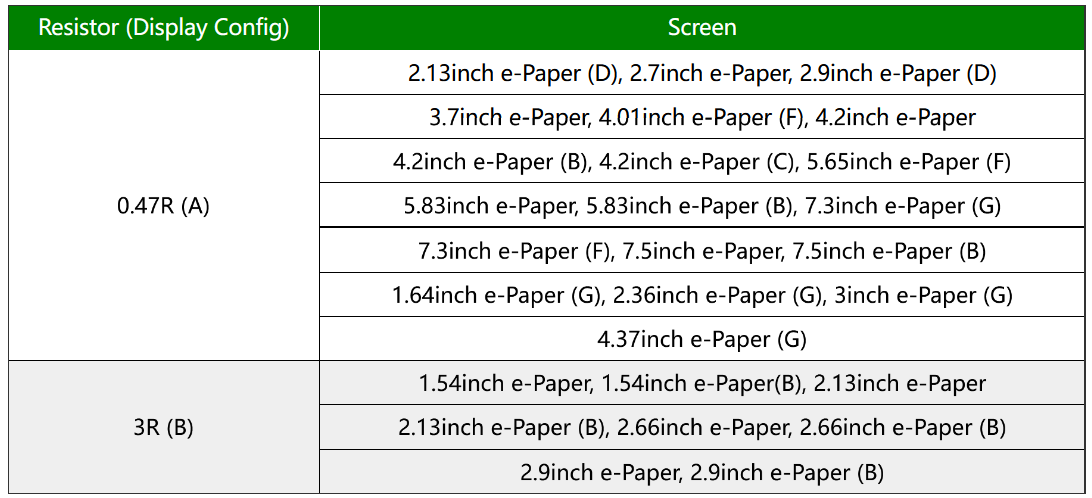 Resistor (Display Config) Screen
2.13inch e-Paper (D), 2.7inch e-Paper, 2.9inch e-Paper (D)
3.7inch e-Paper, 4.01inch e-Paper (F), 4.2inch e-Paper
4.2inch e-Paper (B), 4.2inch e-Paper (C), 5.65inch e-Paper (F)
0.47R (A) 5.83inch e-Paper, 5.83inch e-Paper (B), 7.3inch e-Paper (G)
7.3inch e-Paper (F), 7.5inch e-Paper, 7.5inch e-Paper (B)
1.64inch e-Paper (G), 2.36inch e-Paper (G), 3inch e-Paper (G)
4.37inch e-Paper (G)
1.54inch e-Paper, 1.54inch e-Paper(B), 2.13inch e-Paper
3R (B) 2.13inch e-Paper (B), 2.66inch e-Paper, 2.66inch e-Paper (B)
2.9inch e-Paper, 2.9inch e-Paper (B)